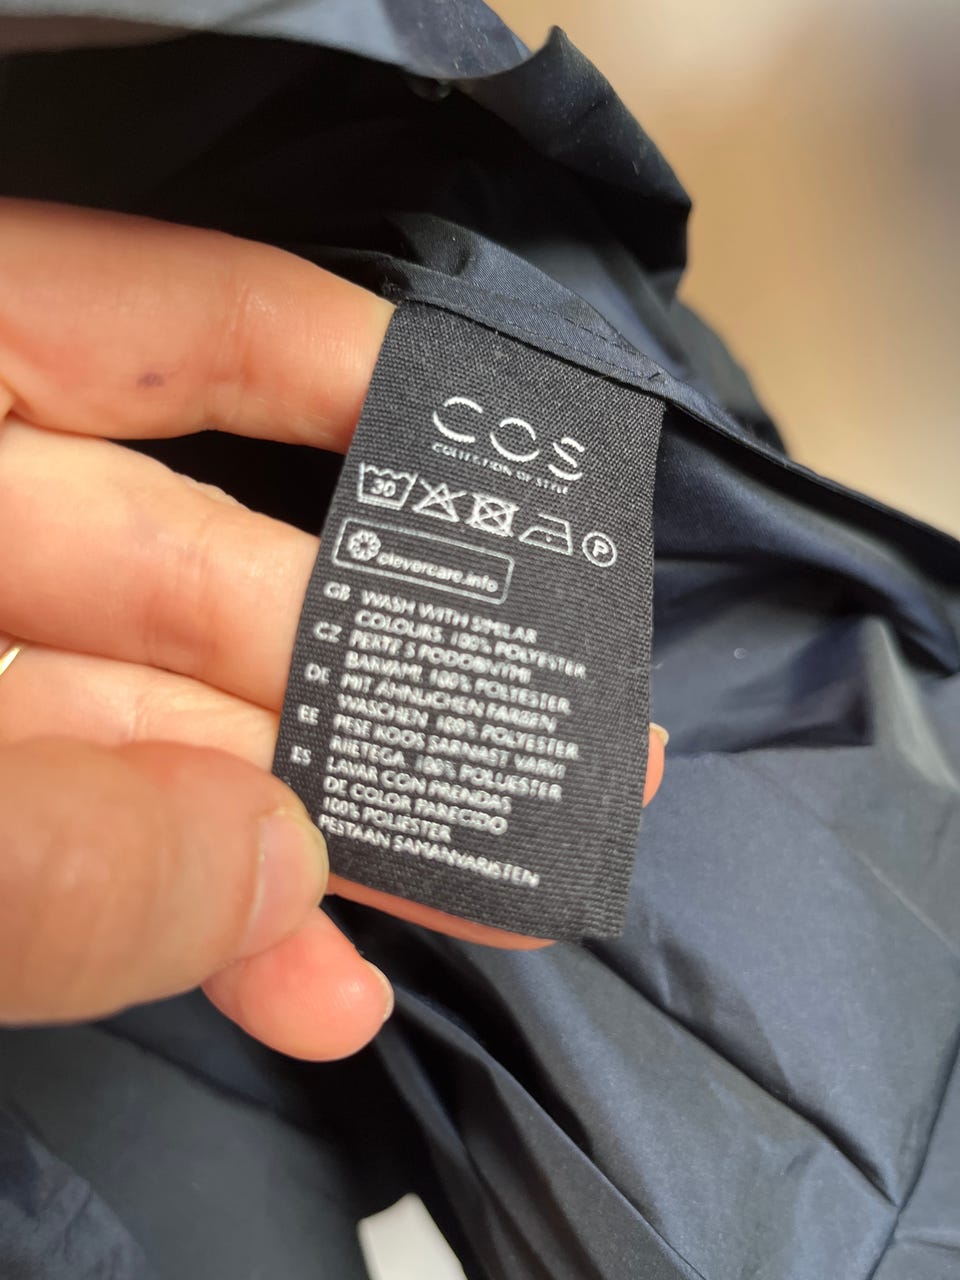 COS
COLLECTION OF STYLE
30
P
clevercare.info
GB WASH WITH SIMILAR
COLOURS. 100% POLYESTER
CZ PERTE S PODOBNÝMI
BARVAMI. 100% POLYESTER
DE MIT ÄHNLICHEN FARBEN
WASCHEN. 100% POLYESTER
EE PESE KOOS SARNAST VÄRVI
RIIETEGA. 100% POLÜESTER
ES LAVAR CON PRENDAS
DE COLOR PARECIDO
100% POLIÉSTER
PESTÄÄN SAMANVÄRISTEN